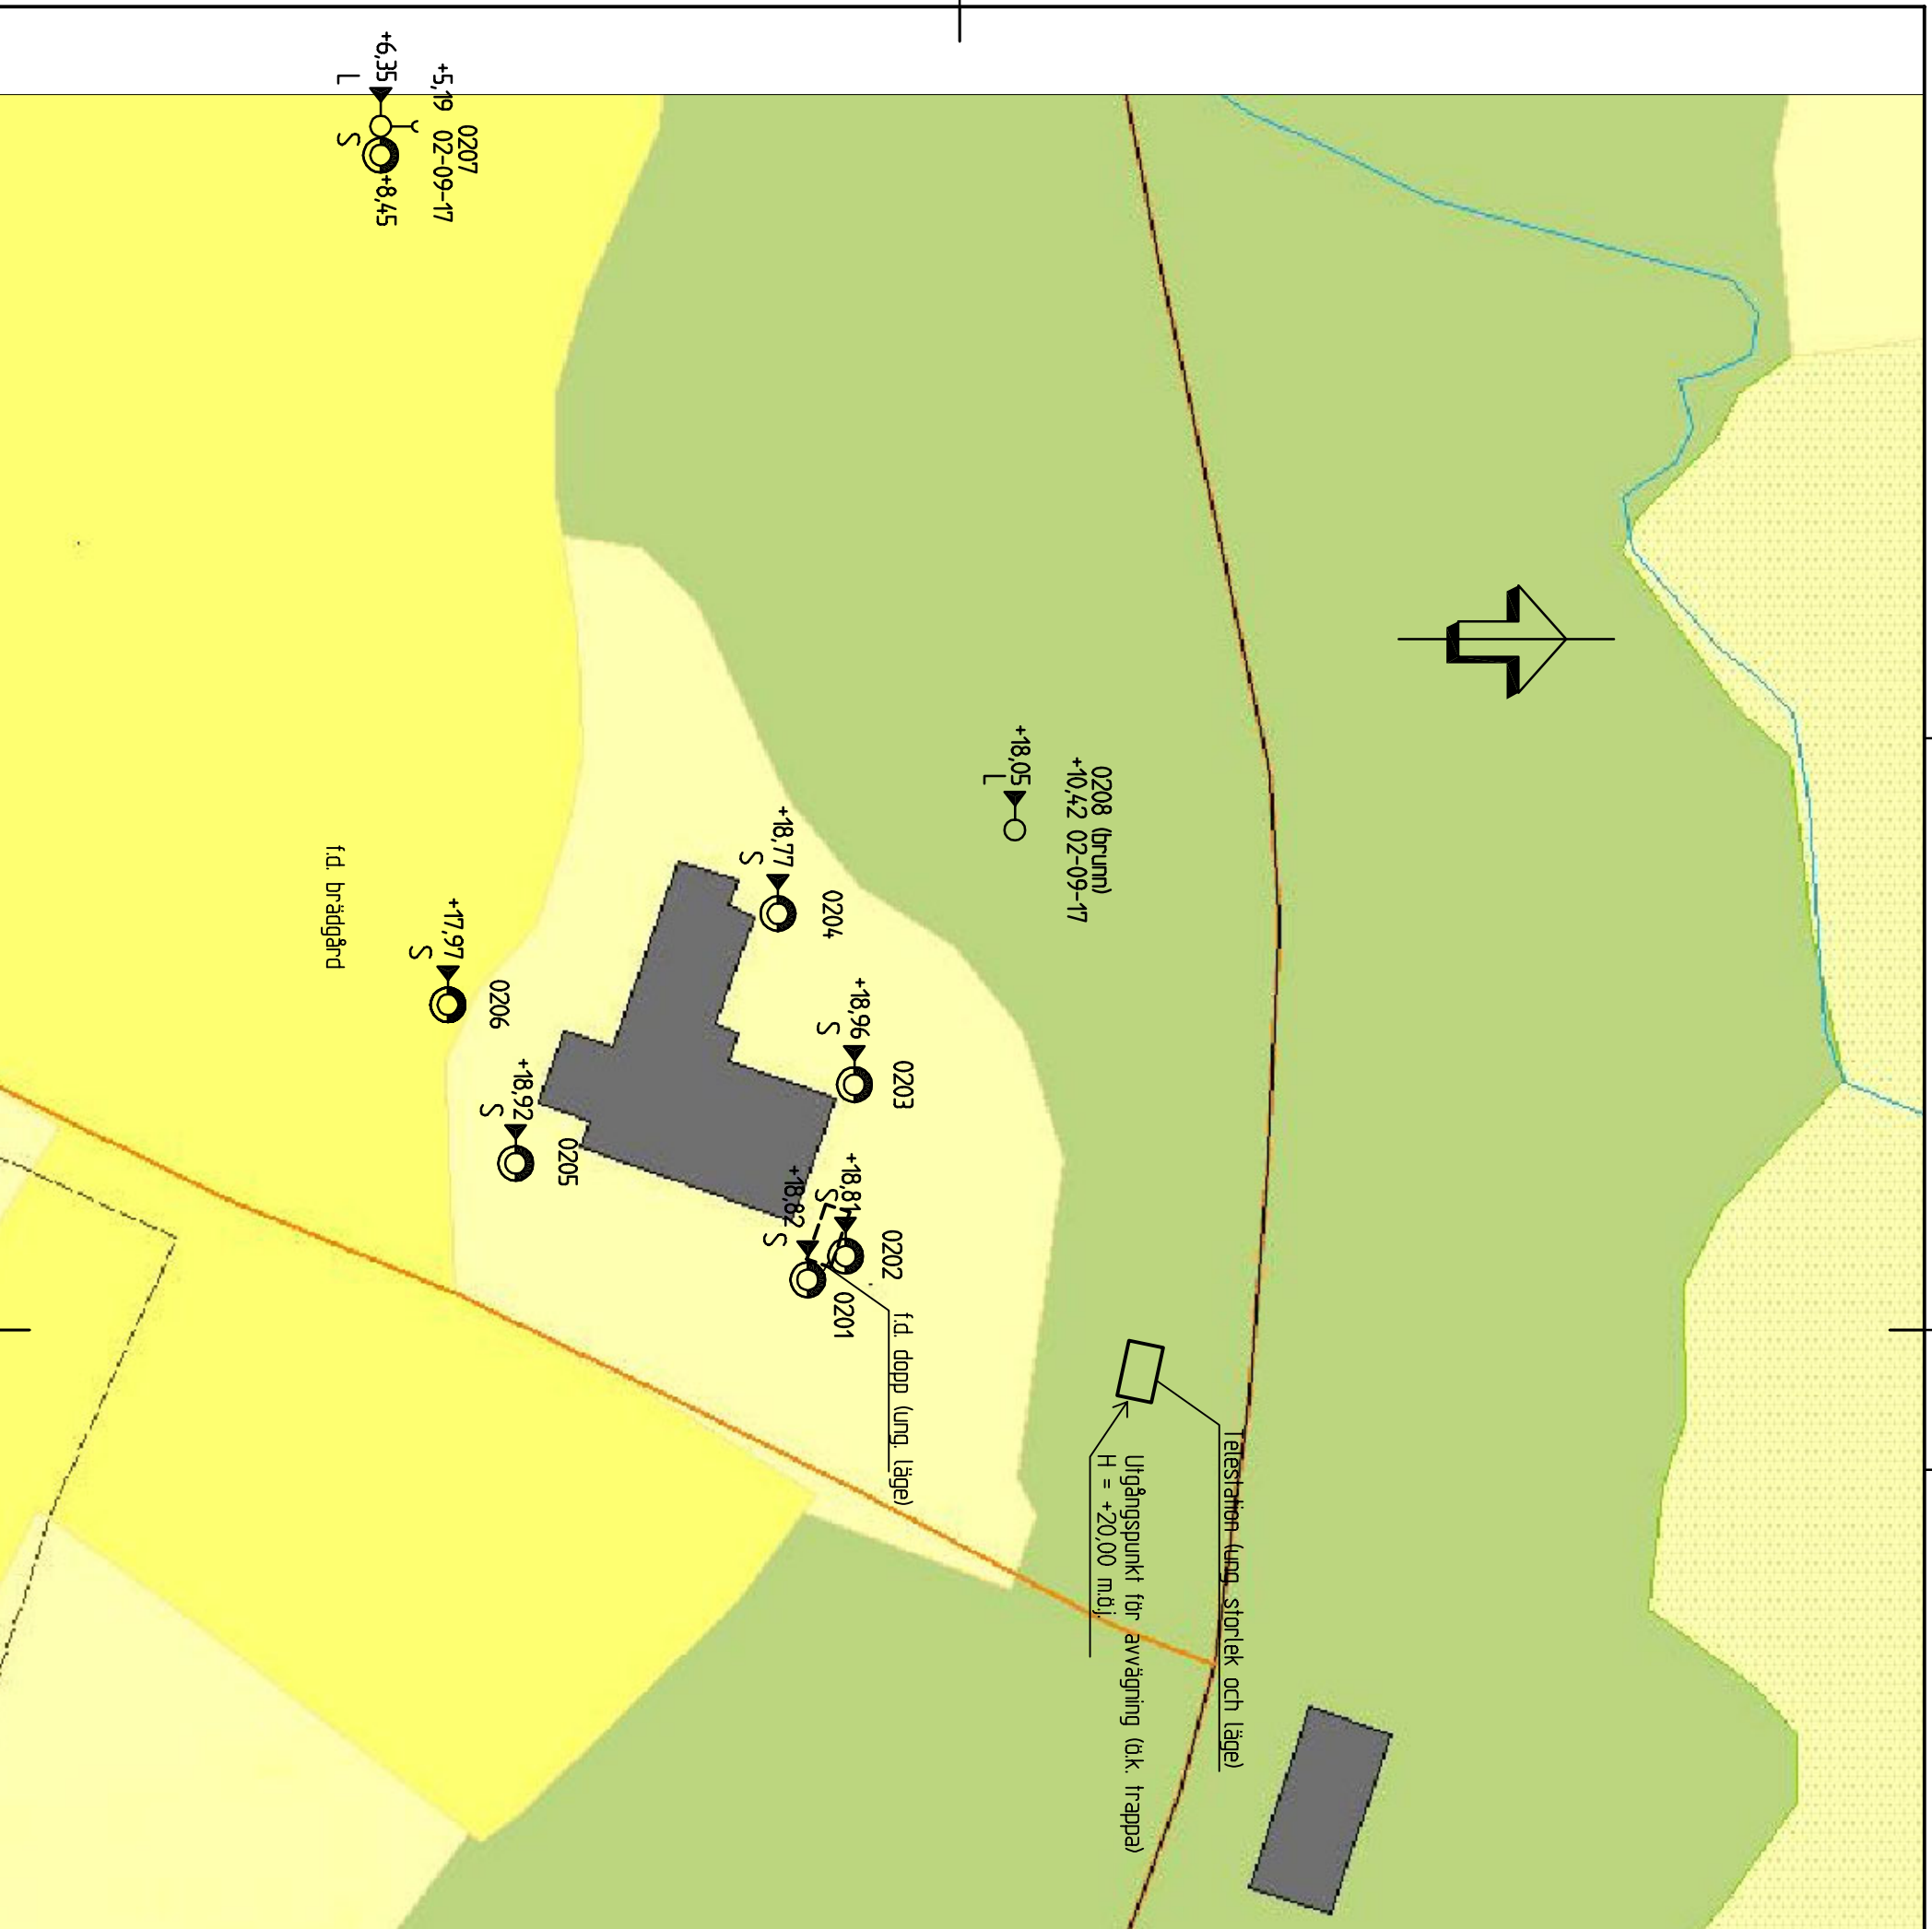 0207
+5,19 02-09-17
+6,35
+8,45
L
S
0208 (brunn)
+10,42 02-09-17
+18,05
L
0204
+18,77
S
0203
+18,96
S
0206
+17,97
S
f.d. brädgård
0205
+18,92
S
0202
+18,81
S
0201
+18,82
S
f.d. dopp (ung. läge)
Telestation (ung. storlek och läge)
Utgångspunkt för avvägning (ö.k. trappa)
H = +20,00 m.ö.j.